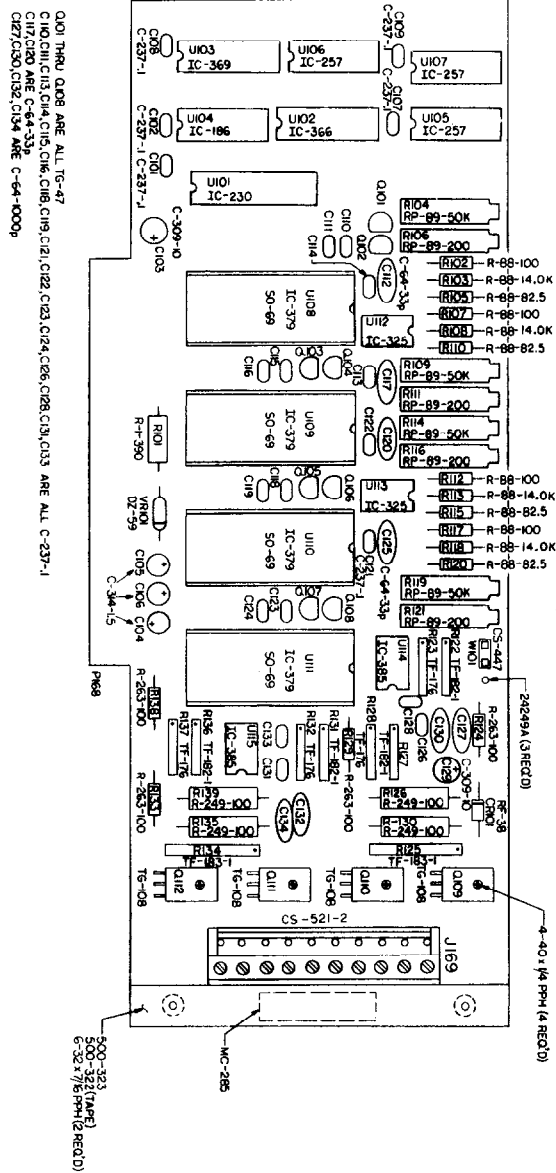 C109
C-237-.1
C108
C-237-.1
U103
IC-369
U106
IC-257
U107
IC-257
C107
C-237-.1
C102
C-237-.1
U104
IC-186
U102
IC-366
U105
IC-257
C101
C-237-.1
U101
IC-230
Q101
R104
RP-89-50K
R106
RP-89-200
C-309-10
C103
C111
C110
C114
Q102
C112
C-64-33p
R102 R-88-100
R103 R-88-14.0K
R105 R-88-82.5
R107 R-88-100
R108 R-88-14.0K
R110 R-88-82.5
U108
IC-379
SO-69
U112
IC-325
C116
C115
Q103
Q104
C113
C117
R109
RP-89-50K
R111
RP-89-200
R114
RP-89-50K
R116
RP-89-200
R101
R-1-390
U109
IC-379
SO-69
C122
C120
C119
C118
Q105
Q106
U113
IC-325
R112 R-88-100
R113 R-88-14.0K
R115 R-88-82.5
R117 R-88-100
R118 R-88-14.0K
R120 R-88-82.5
VR101
DZ-59
U110
IC-379
SO-69
C125
C121
C-237-.1
C-64-33p
C105
C106
C104
C-314-1.5
C124
C123
Q107
Q108
R119
RP-89-50K
R121
RP-89-200
U111
IC-379
SO-69
U114
IC-385
R123 TF-176
R122 TF-182-1
CS-447
W101
24249A (3 REQ'D)
P168
R-263-100
R138
R137 TF-176
R136 TF-182-1
U115
IC-385
C133
C131
R132 TF-176
R131 TF-182-1
R129
R-263-100
R128
TF-176
R127
TF-182-1
C128
C126
C130
C127
R124
R-263-100
C129
C-309-10
RF-38
CR101
R-263-100
R133
R139
R-249-100
R135
R-249-100
C134
C132
R126
R-249-100
R-130
R-249-100
R134
TF-183-1
R125
TF-183-1
TG-108
Q112
TG-108
Q111
TG-108
Q110
TG-108
Q109
4-40 x 1/4 PPH (4 REQ'D)
CS-521-2
J169
MC-285
500-323
500-322 (TAPE)
6-32 x 7/16 PPH (2 REQ'D)
Q101 THRU Q108 ARE ALL TG-47
C110,C111,C113,C114,C115,C116,C118,C119,C121,C122,C123,C124,C126,C128,C131,C133 ARE ALL C-237-.1
C117,C120 ARE C-64-33p
C127,C130,C132,C134 ARE C-64-1000p